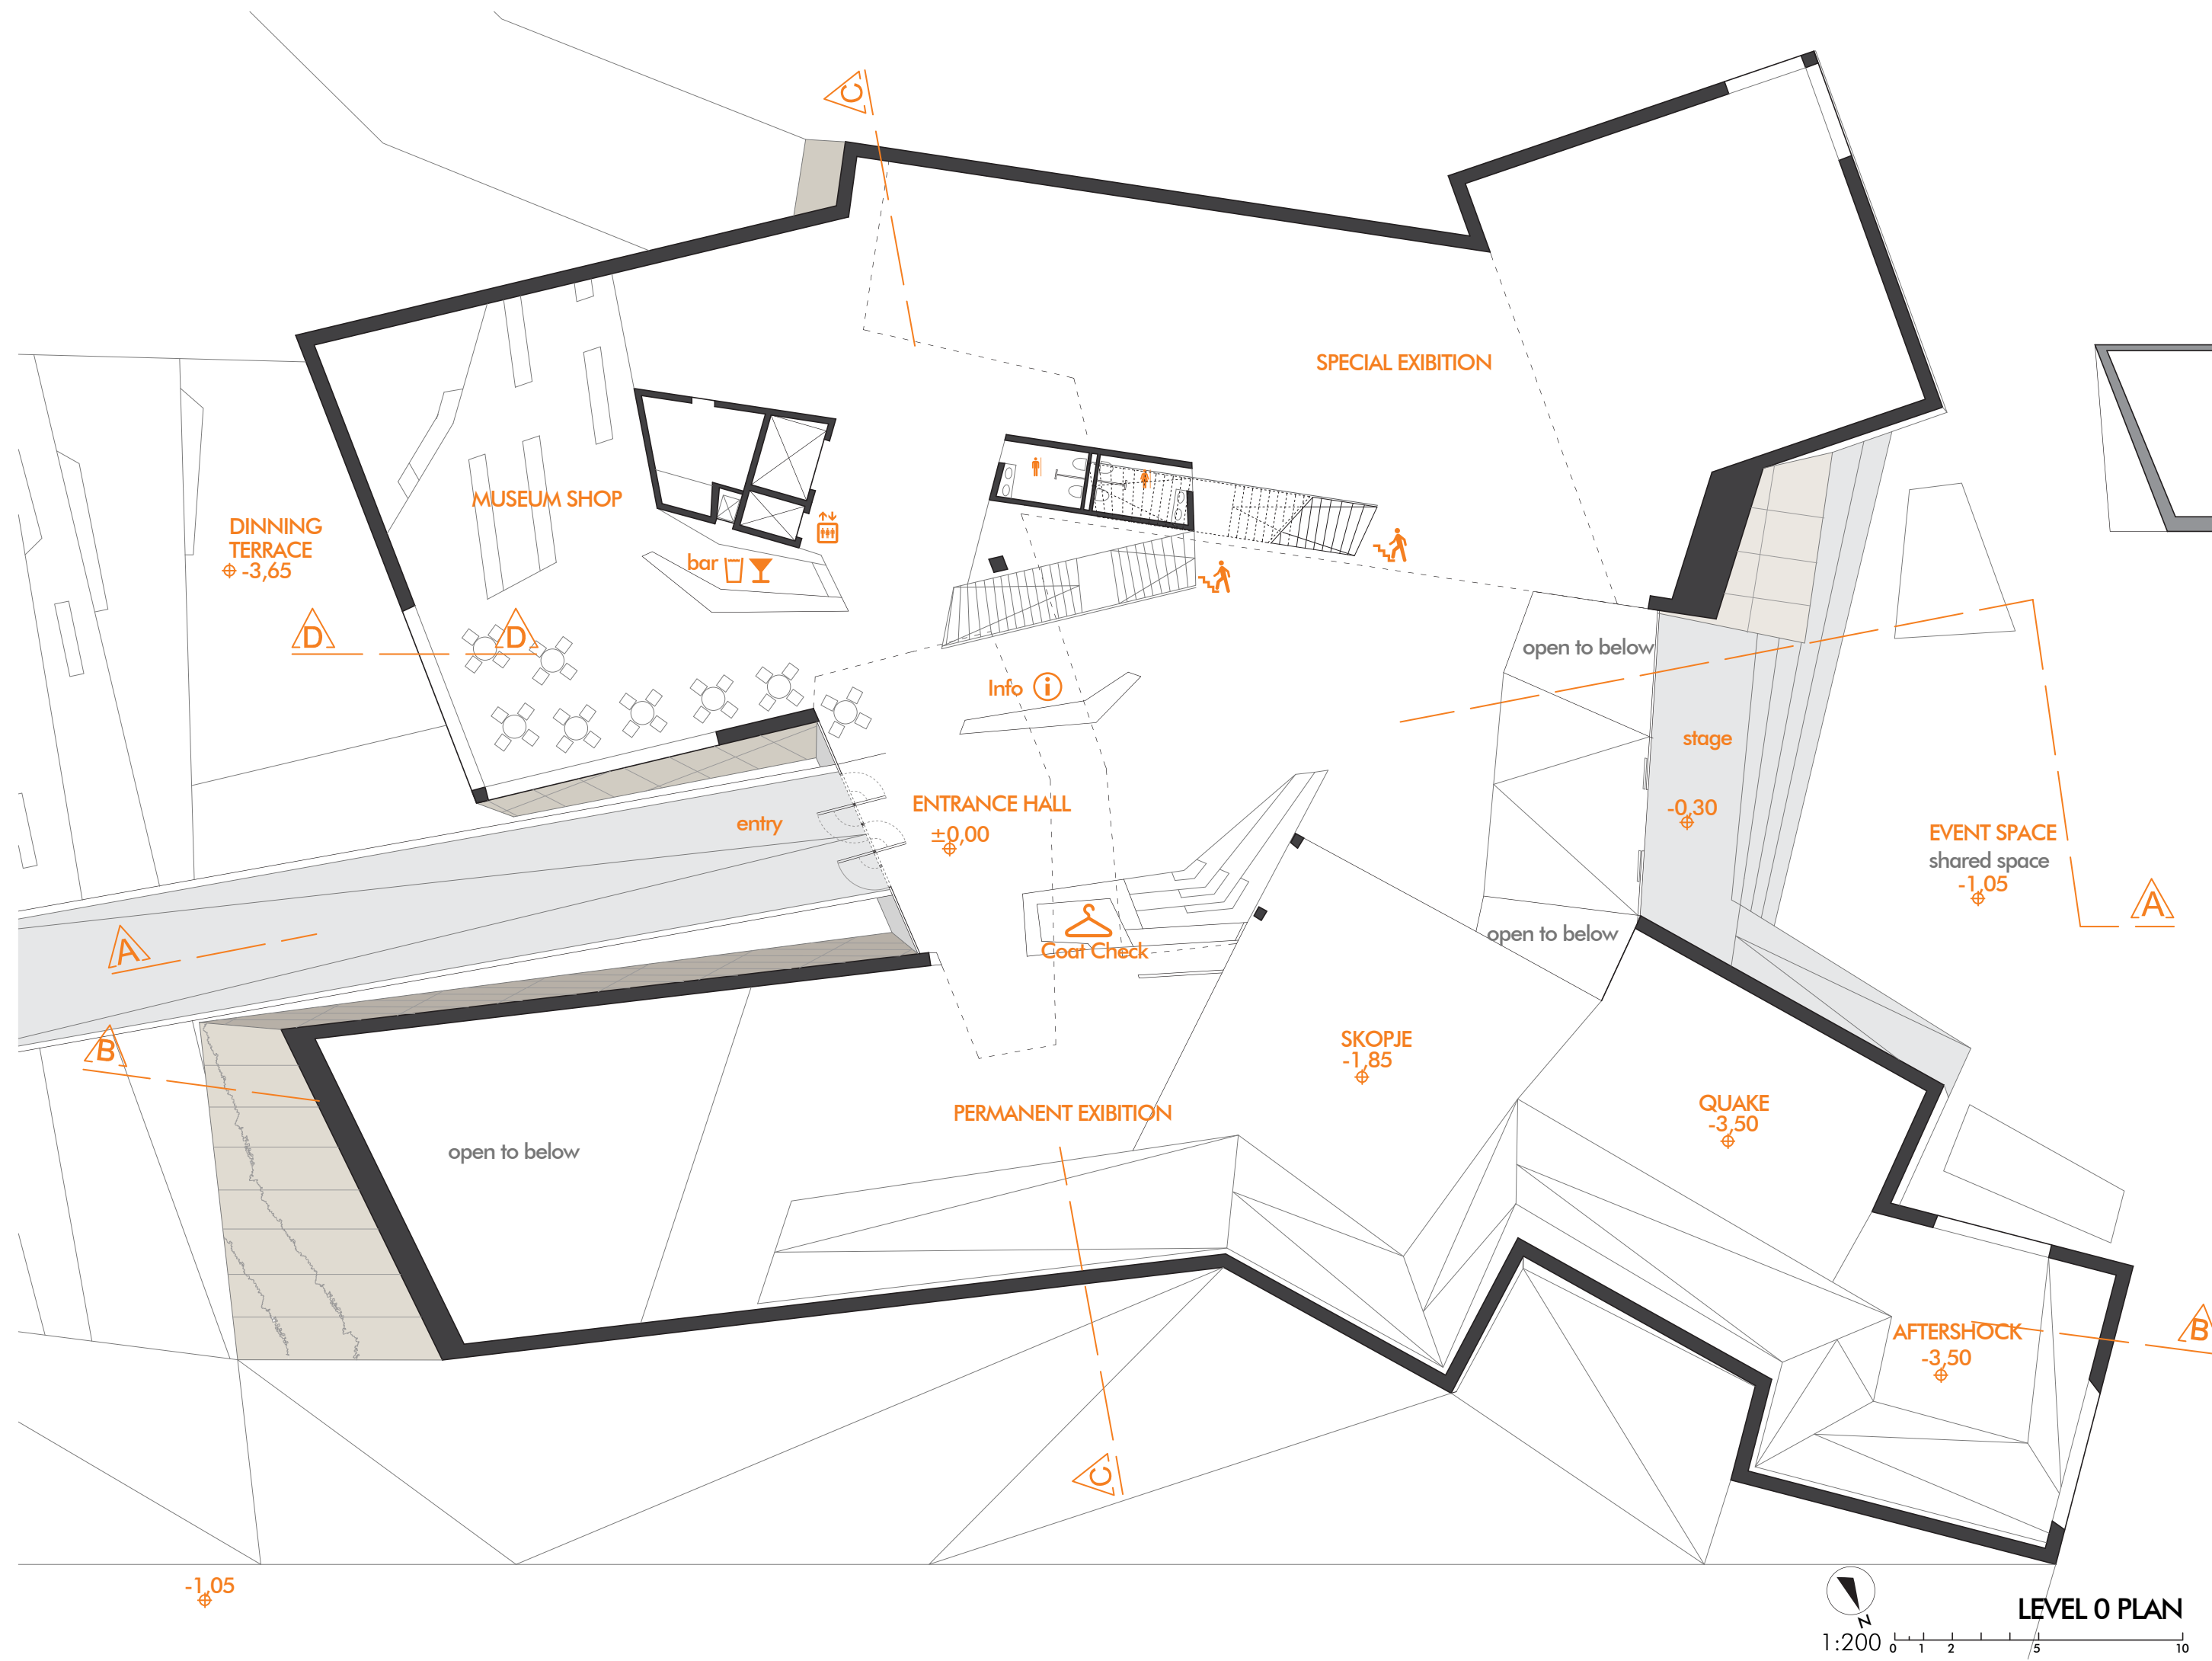 C
SPECIAL EXIBITION
MUSEUM SHOP
DINNING
TERRACE
-3,65
bar
D
D
open to below
Info
stage
-0,30
ENTRANCE HALL
±0,00
entry
EVENT SPACE
shared space
-1,05
A
A
Coat Check
open to below
B
SKOPJE
-1,85
QUAKE
-3,50
PERMANENT EXIBITION
open to below
AFTERSHOCK
-3,50
B
C
-1,05
N
LEVEL 0 PLAN
1:200
0 1 2 5 10